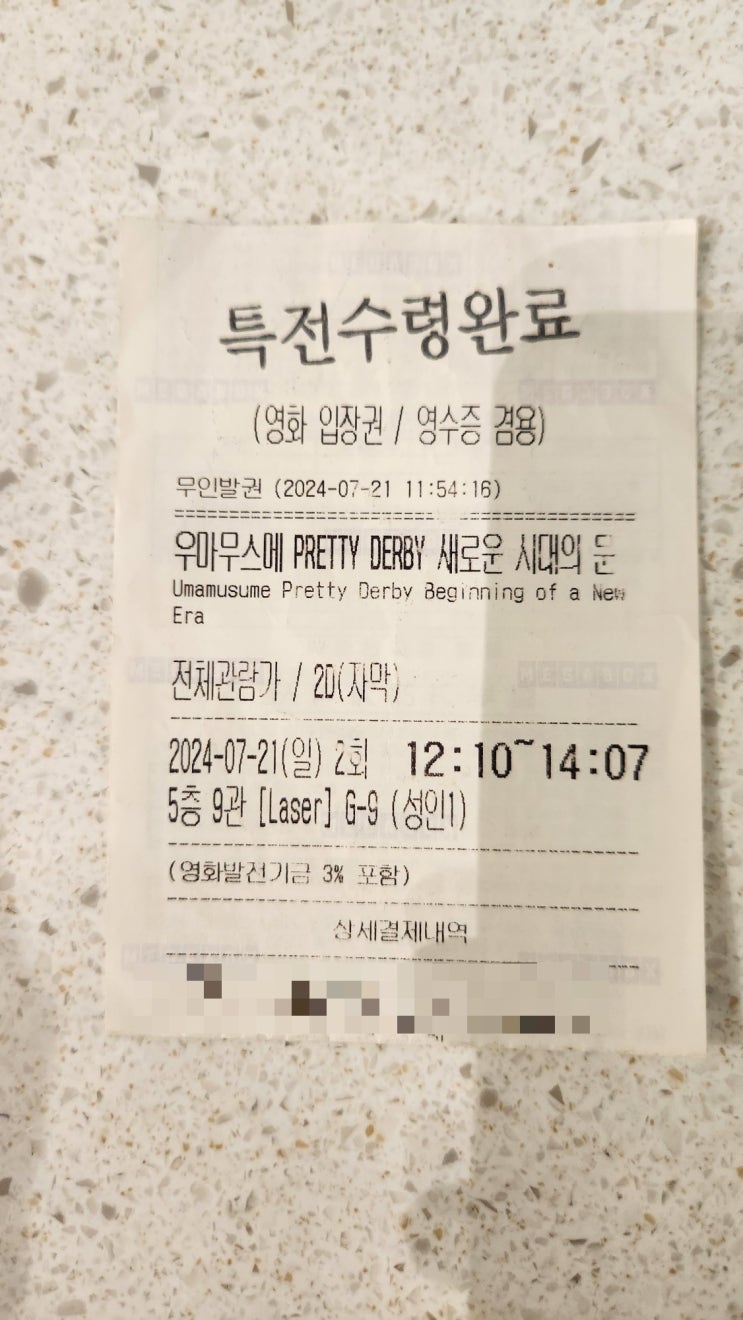 특전수령완료
(영화 입장권 / 영수증 겸용)
무인발권 (2024-07-21 11:54:16)
우마무스메 PRETTY DERBY 새로운 시대의 문
Umamusume Pretty Derby Beginning of a New
Era
전체관람가 / 2D(자막)
2024-07-21(일) 2회 12:10~14:07
5층 9관 [Laser] G-9 (성인1)
(영화발전기금 3% 포함)
상세결제내역